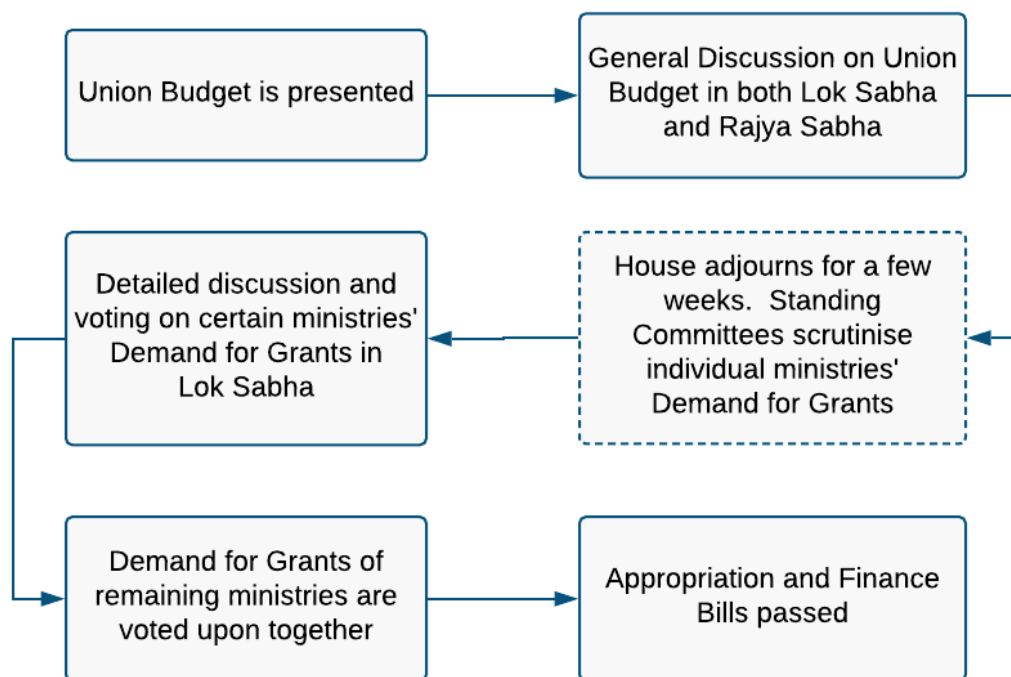 Union Budget is presented
General Discussion on Union
Budget in both Lok Sabha
and Rajya Sabha
House adjourns for a few
weeks. Standing
Committees scrutinise
individual ministries'
Demand for Grants
Detailed discussion and
voting on certain ministries'
Demand for Grants in
Lok Sabha
Demand for Grants of
remaining ministries are
voted upon together
Appropriation and Finance
Bills passed